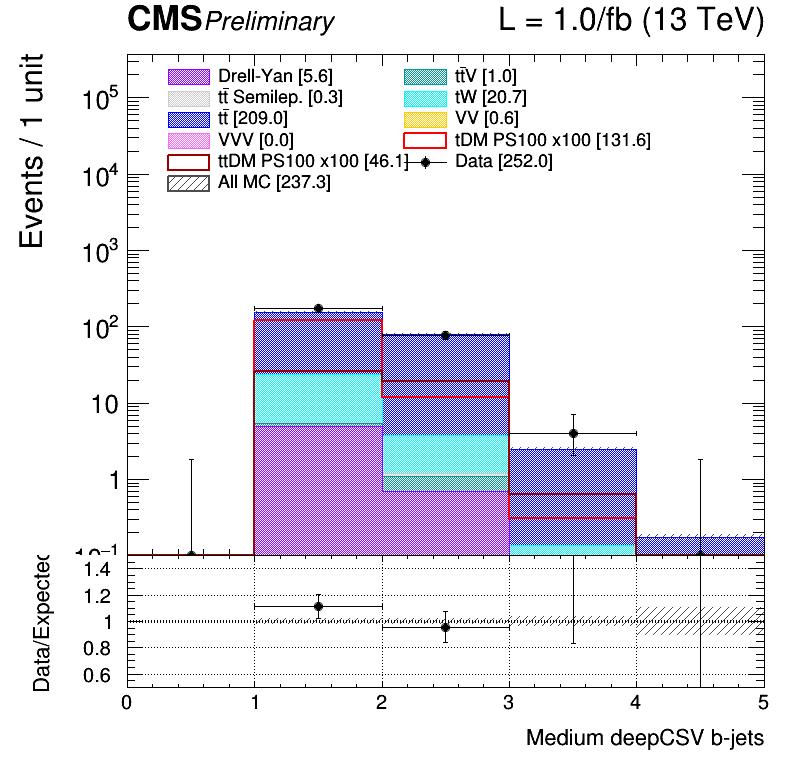 CMS Preliminary L = 1.0/fb (13 TeV)
Events / 1 unit
Drell-Yan [5.6] tt̄V [1.0]
tt̄ Semilep. [0.3] tW [20.7]
tt̄ [209.0] VV [0.6]
VVV [0.0] tDM PS100 x100 [131.6]
ttDM PS100 x100 [46.1] Data [252.0]
All MC [237.3]
10⁵
10⁴
10³
10²
10
1
10⁻¹
Data/Expected
1.4
1.2
1
0.8
0.6
0 1 2 3 4 5
Medium deepCSV b-jets